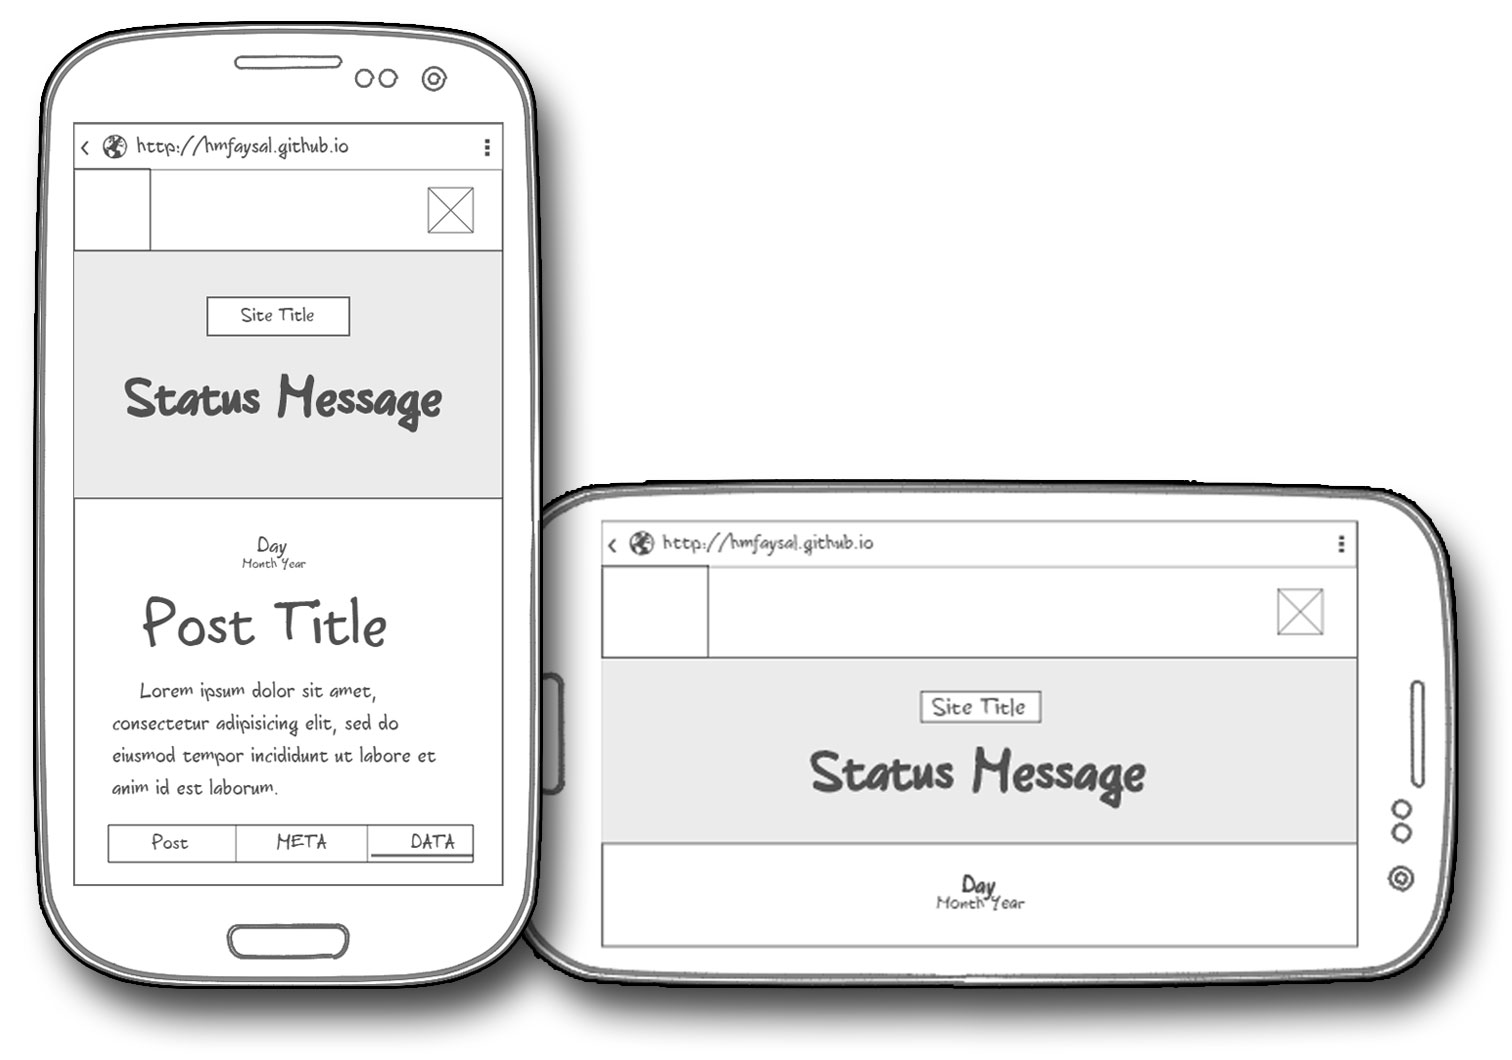 http://hmfaysal.github.io
Site Title
Status Message
Day
Month Year
Post Title
Lorem ipsum dolor sit amet,
consectetur adipisicing elit, sed do
eiusmod tempor incididunt ut labore et
anim id est laborum.
Post META DATA
http://hmfaysal.github.io
Site Title
Status Message
Day
Month Year